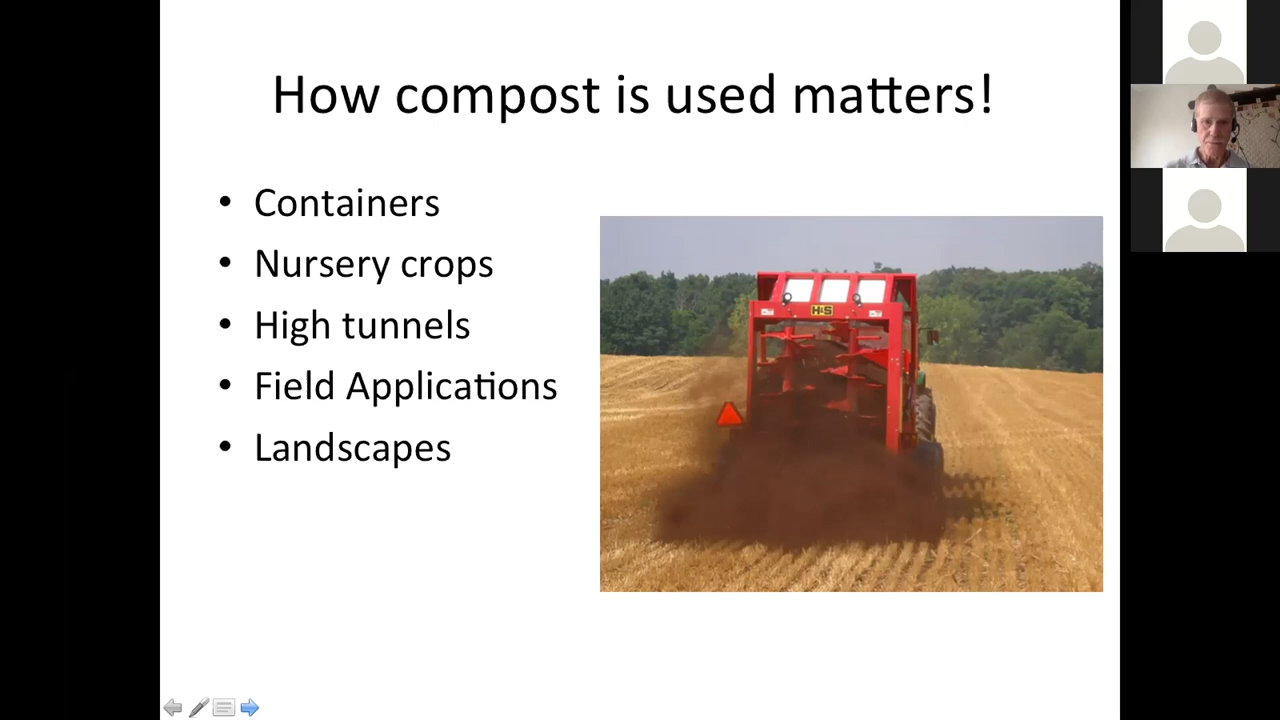 How compost is used matters!
• Containers
• Nursery crops
• High tunnels
• Field Applications
• Landscapes
H&S